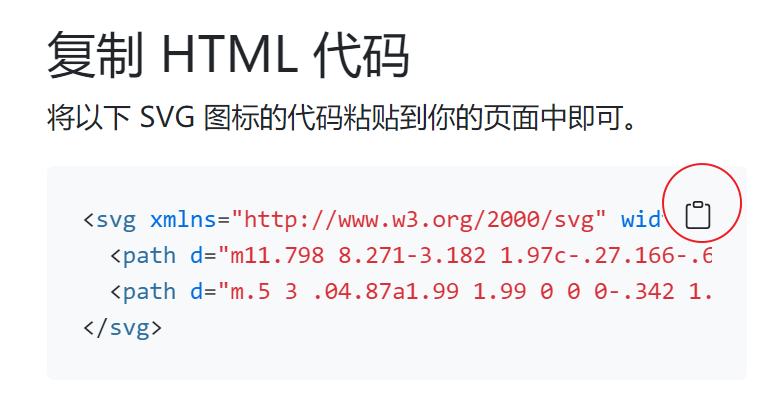 复制 HTML 代码
将以下 SVG 图标的代码粘贴到你的页面中即可。
<svg xmlns="http://www.w3.org/2000/svg" wid
<path d="m11.798 8.271-3.182 1.97c-.27.166-.6
<path d="m.5 3 .04.87a1.99 1.99 0 0 0-.342 1.
</svg>